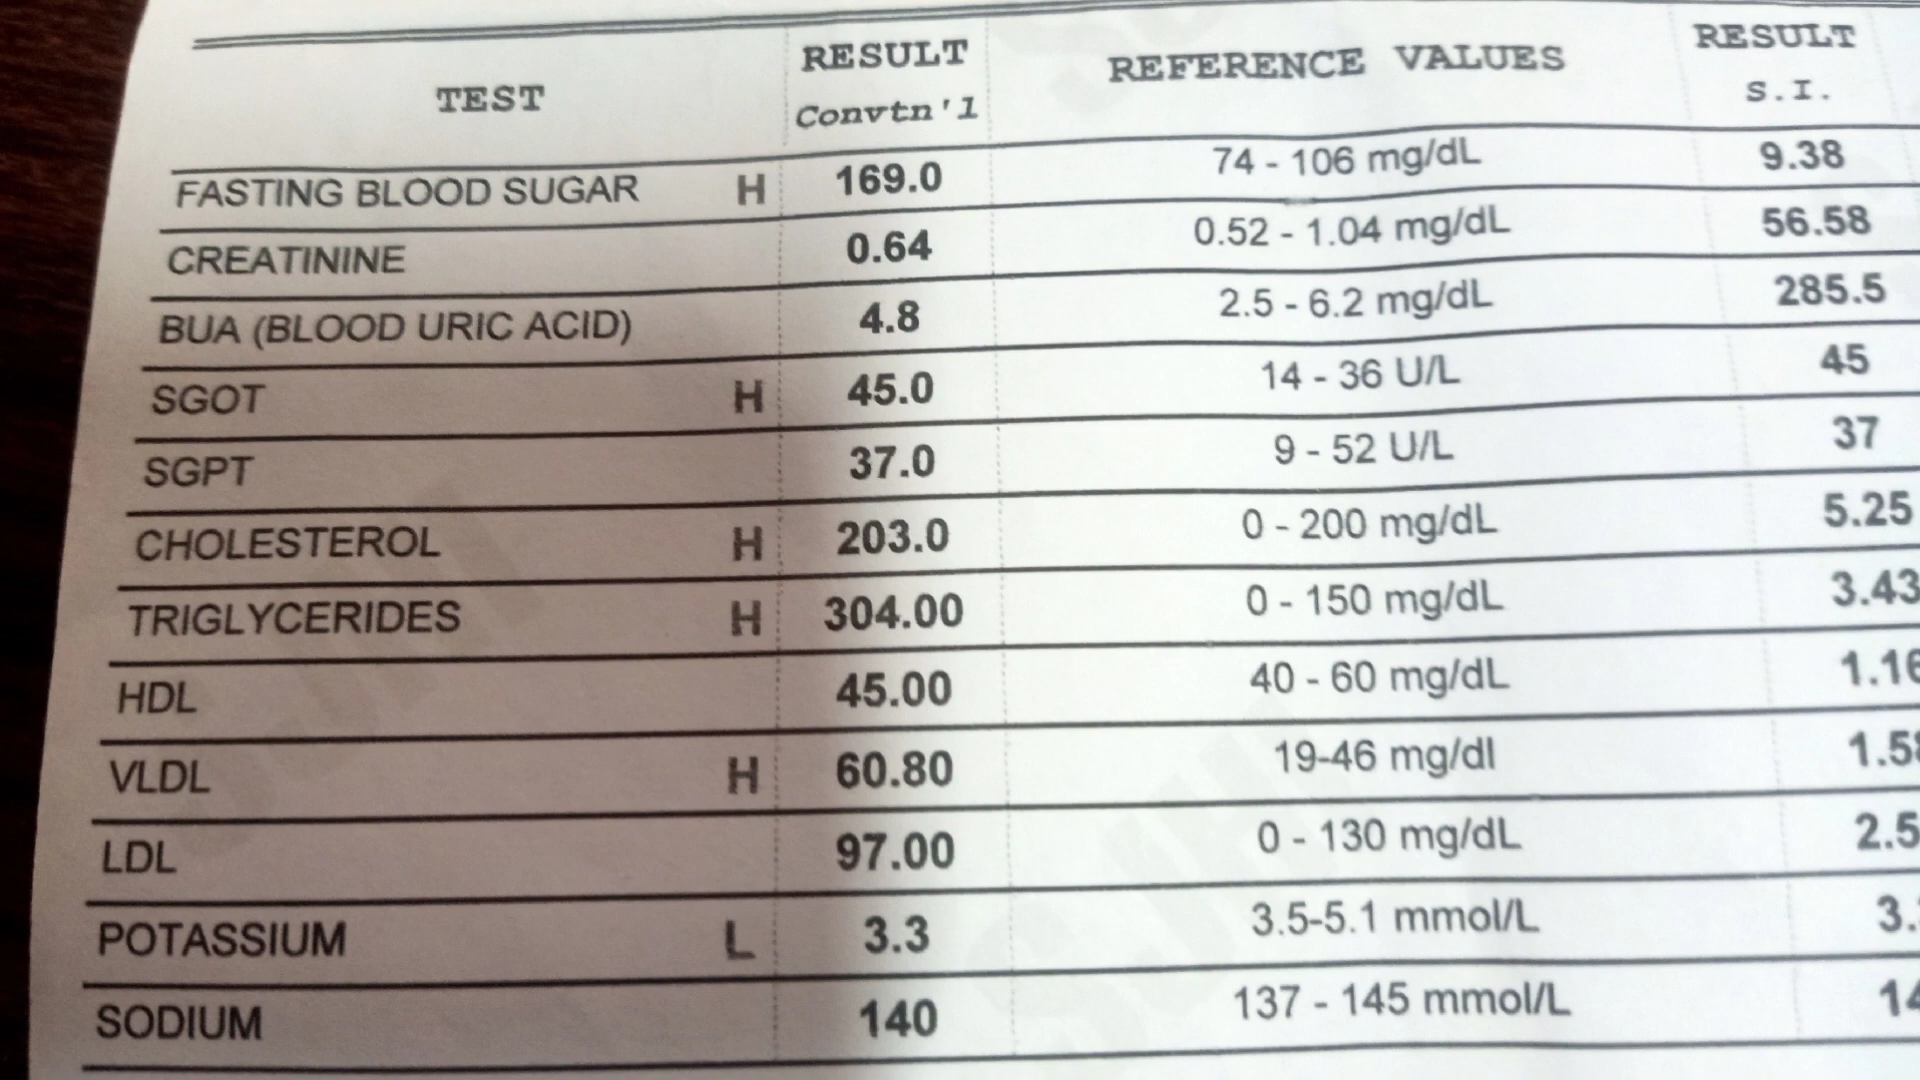 TEST RESULT Convtn'l REFERENCE VALUES RESULT S.I.
FASTING BLOOD SUGAR H 169.0 74 - 106 mg/dL 9.38
CREATININE 0.64 0.52 - 1.04 mg/dL 56.58
BUA (BLOOD URIC ACID) 4.8 2.5 - 6.2 mg/dL 285.5
SGOT H 45.0 14 - 36 U/L 45
SGPT 37.0 9 - 52 U/L 37
CHOLESTEROL H 203.0 0 - 200 mg/dL 5.25
TRIGLYCERIDES H 304.00 0 - 150 mg/dL 3.43
HDL 45.00 40 - 60 mg/dL 1.16
VLDL H 60.80 19-46 mg/dl
LDL 97.00 0 - 130 mg/dL 2.5
POTASSIUM L 3.3 3.5-5.1 mmol/L 3.
SODIUM 140 137 - 145 mmol/L